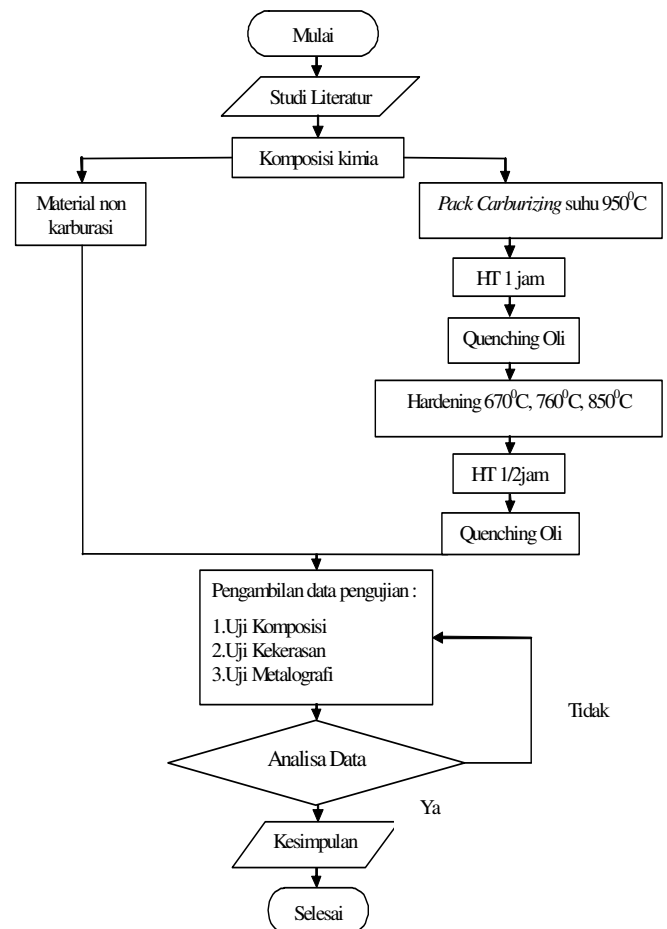 Mulai
Studi Literatur
Komposisi kimia
Material non
karburasi
Pack Carburizing suhu 950⁰C
HT 1 jam
Quenching Oli
Hardening 670⁰C, 760⁰C, 850⁰C
HT 1/2jam
Quenching Oli
Pengambilan data pengujian :
1.Uji Komposisi
2.Uji Kekerasan
3.Uji Metalografi
Tidak
Analisa Data
Ya
Kesimpulan
Selesai